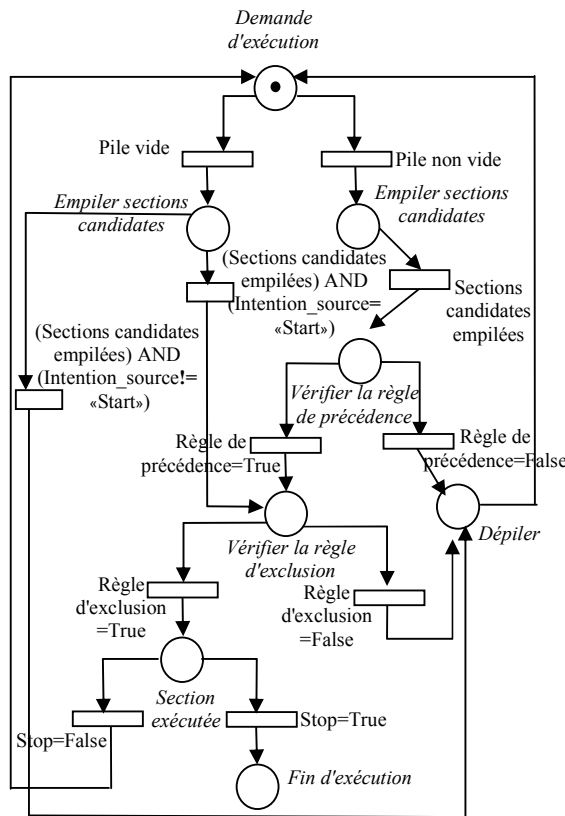 Demande
d'exécution
Pile vide
Pile non vide
Empiler sections
candidates
Empiler sections
candidates
(Sections candidates
empilées) AND
(Intention_source=
«Start»)
Sections
candidates
empilées
(Sections candidates
empilées) AND
(Intention_source!=
«Start»)
Vérifier la règle
de précédence
Règle de
précédence=True
Règle de
précédence=False
Vérifier la règle
d'exclusion
Dépiler
Règle
d'exclusion
=True
Règle
d'exclusion
=False
Section
exécutée
Stop=False
Stop=True
Fin d'exécution